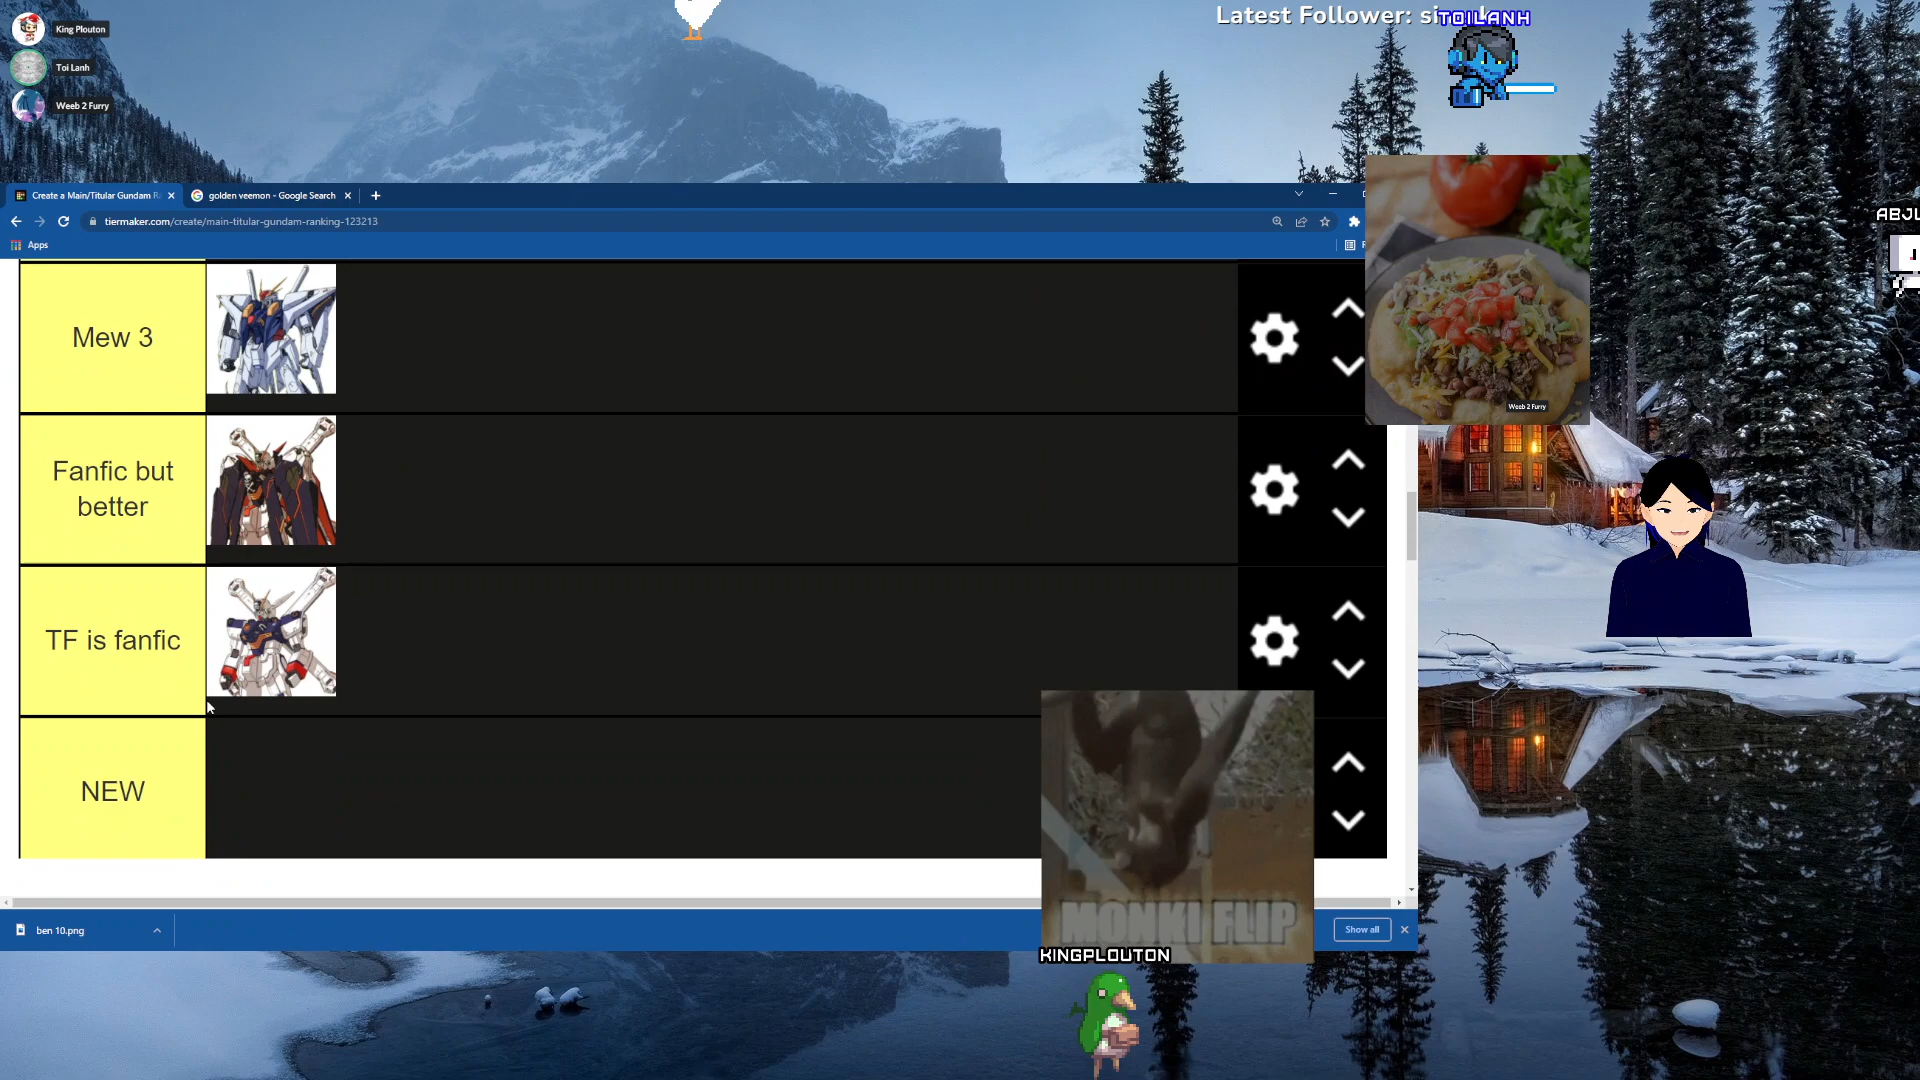 King Plouton
Toi Lanh
Weeb 2 Furry
Latest Follower:
TOILANH
Create a Main/Titular Gundam R
golden veemon - Google Search
tiermaker.com/create/main-titular-gundam-ranking-123213
Apps
Mew 3
Fanfic but
better
TF is fanfic
NEW
Weeb 2 Furry
MONKI FLIP
KINGPLOUTON
ben 10.png
Show all